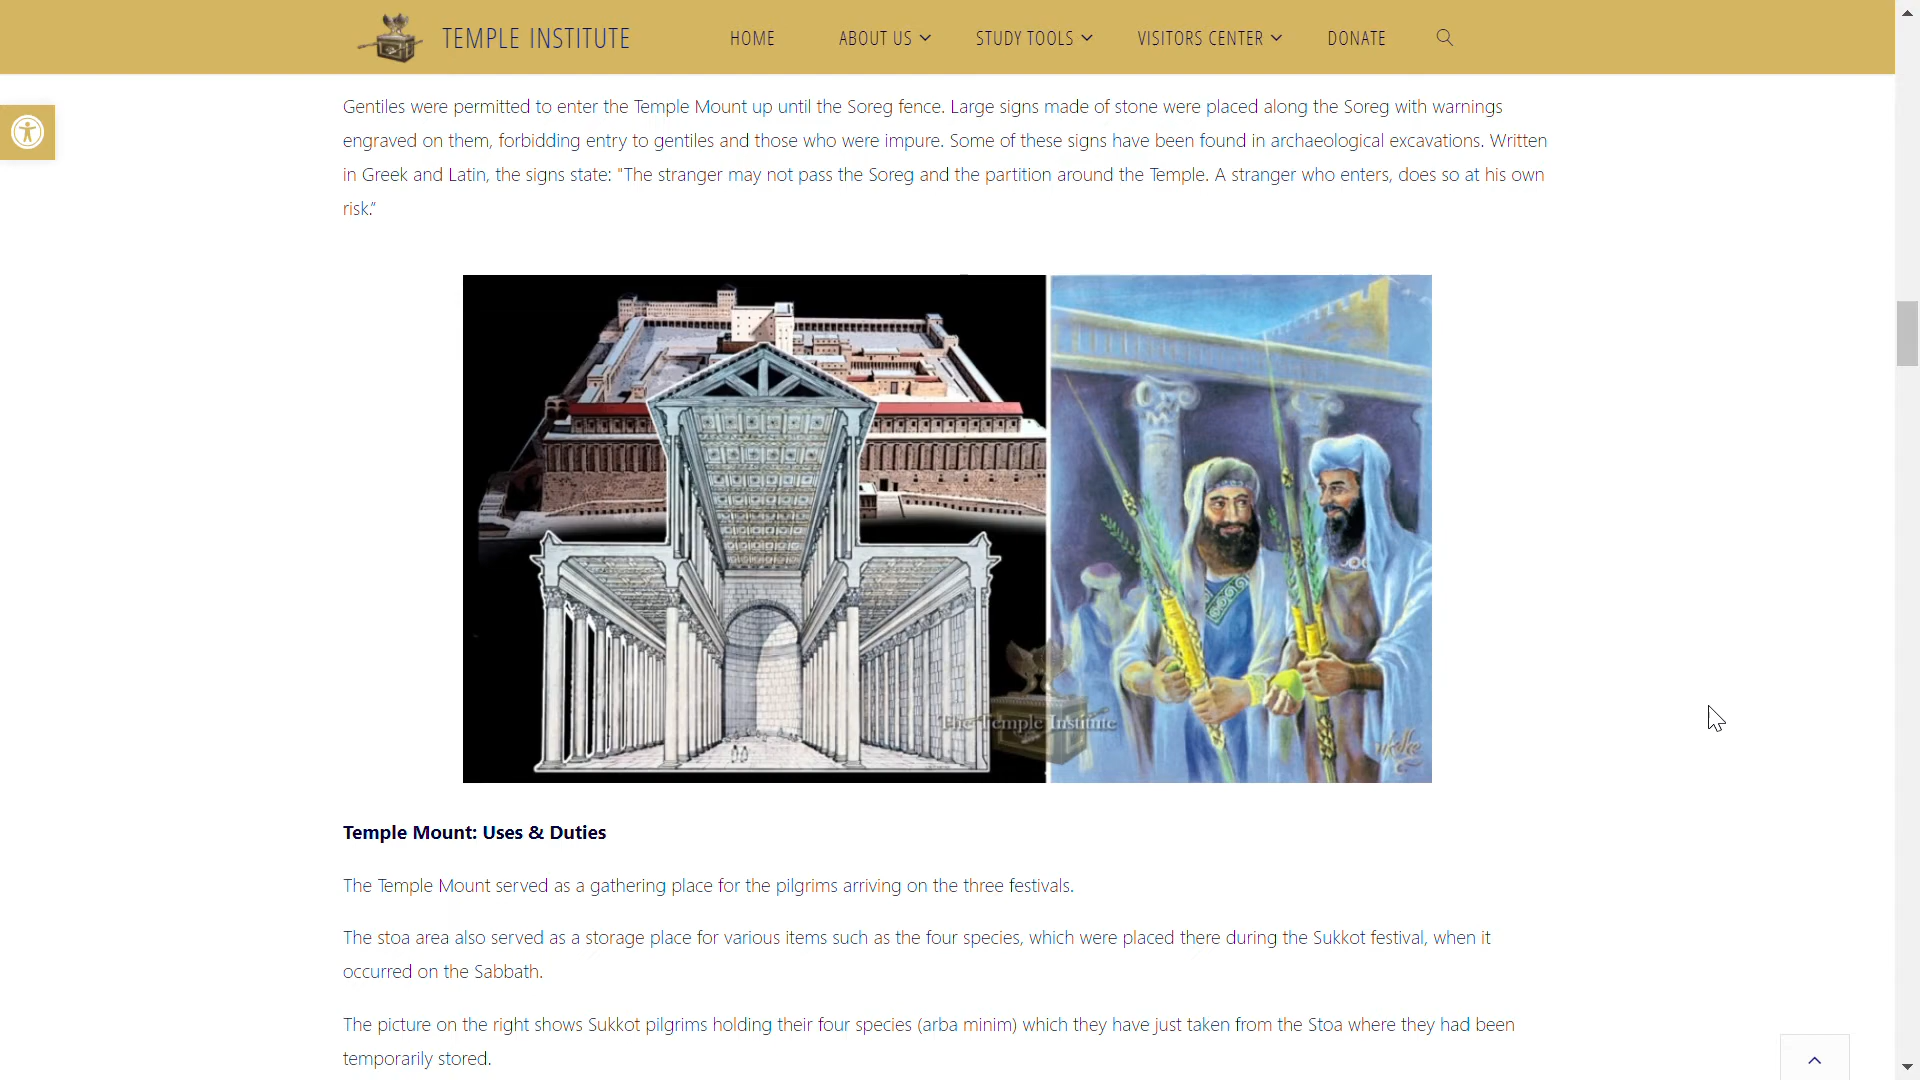 TEMPLE INSTITUTE
HOME
ABOUT US
STUDY TOOLS
VISITORS CENTER
DONATE
Gentiles were permitted to enter the Temple Mount up until the Soreg fence. Large signs made of stone were placed along the Soreg with warnings
engraved on them, forbidding entry to gentiles and those who were impure. Some of these signs have been found in archaeological excavations. Written
in Greek and Latin, the signs state: "The stranger may not pass the Soreg and the partition around the Temple. A stranger who enters, does so at his own
risk.”
The Temple Institute
Temple Mount: Uses & Duties
The Temple Mount served as a gathering place for the pilgrims arriving on the three festivals.
The stoa area also served as a storage place for various items such as the four species, which were placed there during the Sukkot festival, when it
occurred on the Sabbath.
The picture on the right shows Sukkot pilgrims holding their four species (arba minim) which they have just taken from the Stoa where they had been
temporarily stored.